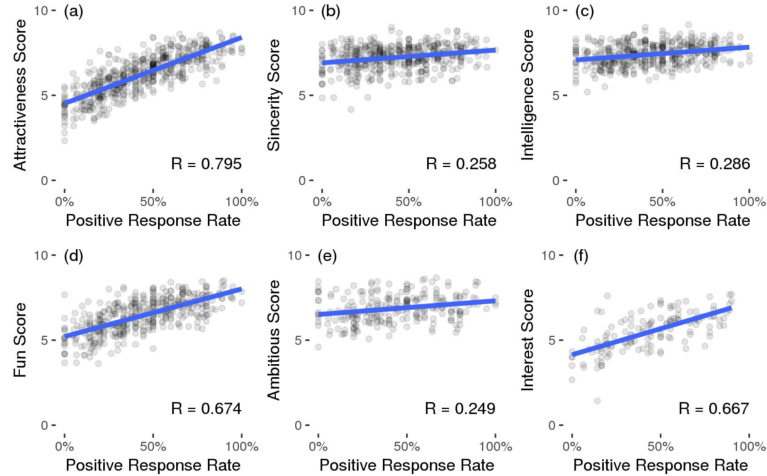 (a)
Attractiveness Score
10
5
0
R = 0.795
0% 50% 100%
Positive Response Rate
(b)
Sincerity Score
10
5
0
R = 0.258
0% 50% 100%
Positive Response Rate
(c)
Intelligence Score
10
5
0
R = 0.286
0% 50% 100%
Positive Response Rate
(d)
Fun Score
10
5
0
R = 0.674
0% 50% 100%
Positive Response Rate
(e)
Ambitious Score
10
5
0
R = 0.249
0% 50% 100%
Positive Response Rate
(f)
Interest Score
10
5
0
R = 0.667
0% 50% 100%
Positive Response Rate